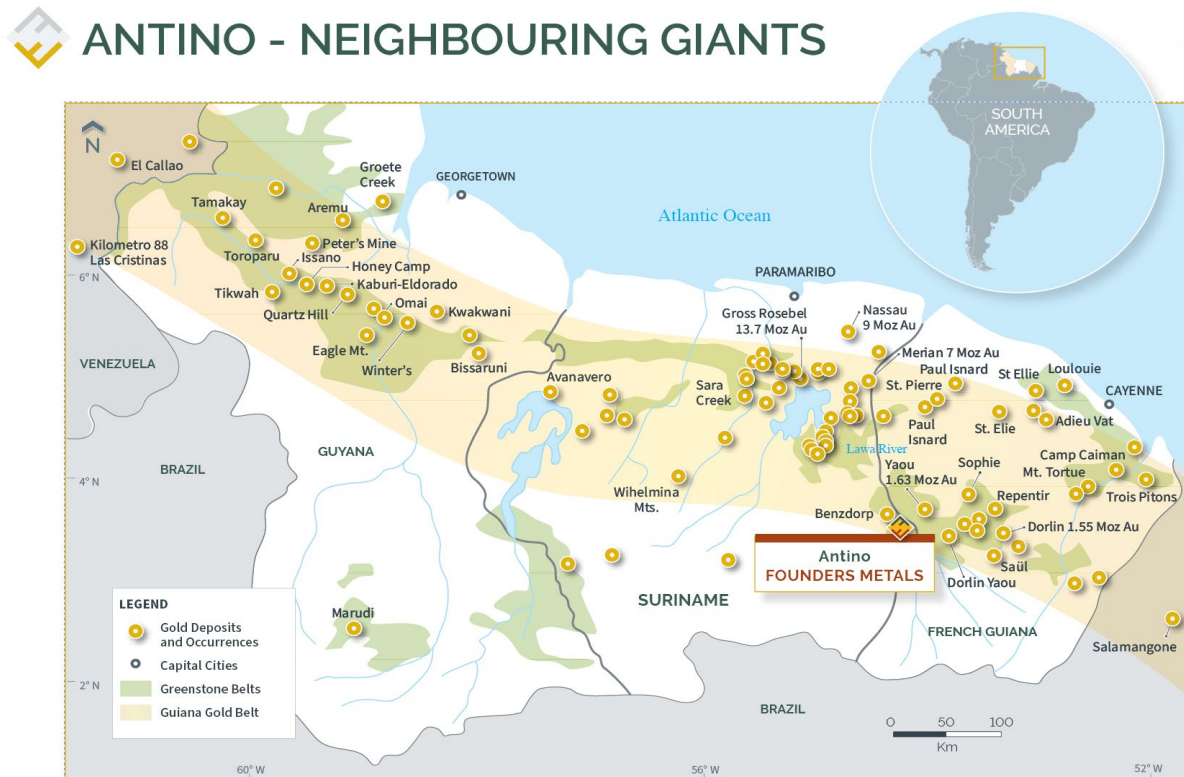 ANTINO - NEIGHBOURING GIANTS
SOUTH
AMERICA
N
El Callao
Groete
Creek
GEORGETOWN
Tamakay
Aremu
Atlantic Ocean
Kilometro 88
Las Cristinas
Toroparu
Peter's Mine
Issano
Honey Camp
6° N
Kaburi-Eldorado
PARAMARIBO
Tikwah
Quartz Hill
Omai
Kwakwani
Gross Rosebel
13.7 Moz Au
Nassau
9 Moz Au
Eagle Mt.
Winter's
Bissaruni
VENEZUELA
Merian 7 Moz Au
Paul Isnard
St Ellie
Loulouie
Avanavero
Sara
Creek
St. Pierre
CAYENNE
Paul
Isnard
St. Elie
Adieu Vat
GUYANA
Lawa River
BRAZIL
4° N
Yaou
1.63 Moz Au
Sophie
Camp Caiman
Mt. Tortue
Wihelmina
Mts.
Repentir
Trois Pitons
Benzdorp
Dorlin 1.55 Moz Au
Antino
FOUNDERS METALS
Saül
Dorlin Yaou
SURINAME
FRENCH GUIANA
Marudi
Salamangone
LEGEND
Gold Deposits
and Occurrences
Capital Cities
Greenstone Belts
Guiana Gold Belt
2° N
BRAZIL
0 50 100
Km
60° W
56° W
52° W